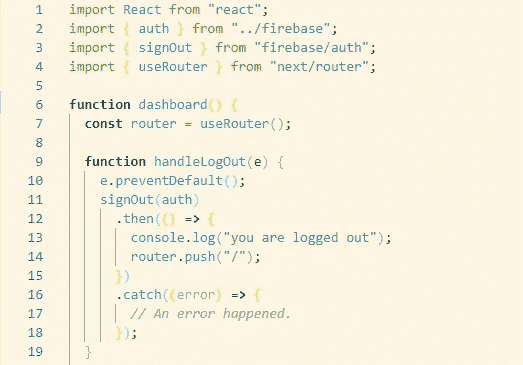 1 import React from "react";
2 import { auth } from "../firebase";
3 import { signOut } from "firebase/auth";
4 import { useRouter } from "next/router";
5
6 function dashboard() {
7   const router = useRouter();
8
9   function handleLogOut(e) {
10     e.preventDefault();
11     signOut(auth)
12       .then(() => {
13         console.log("you are logged out");
14         router.push("/");
15       })
16       .catch((error) => {
17         // An error happened.
18       });
19   }